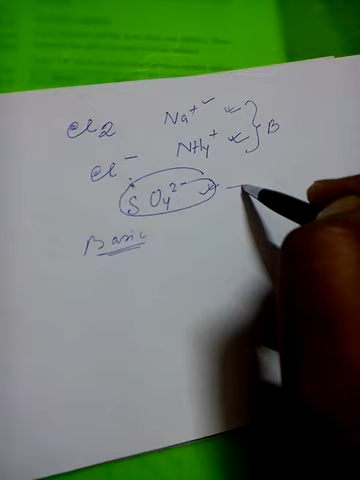 Cl2 Na+
NH4+ } B
Cl-
SO4 2-
Basic